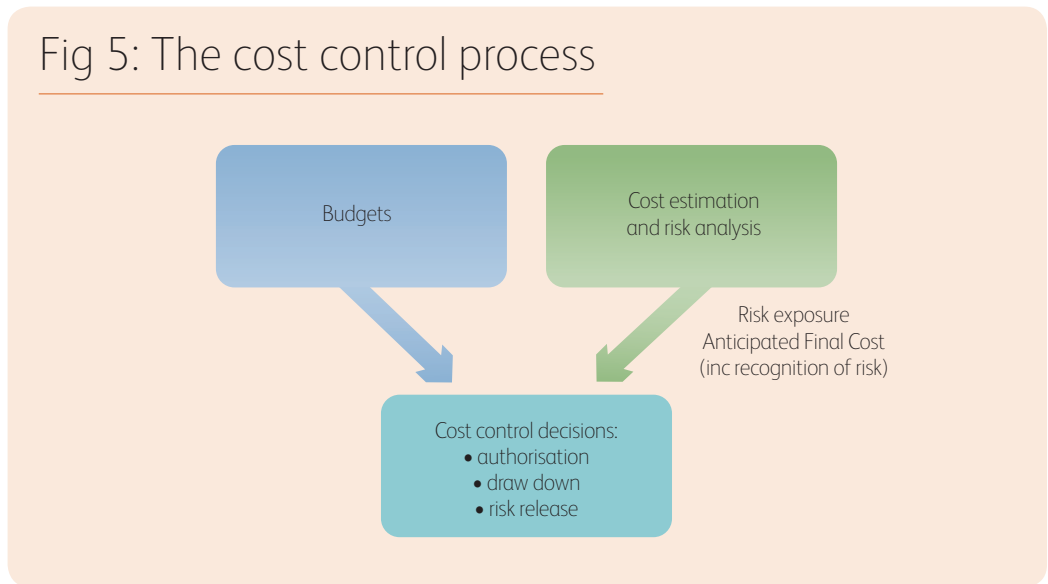 Fig 5: The cost control process
Budgets
Cost estimation
and risk analysis
Risk exposure
Anticipated Final Cost
(inc recognition of risk)
Cost control decisions:
• authorisation
• draw down
• risk release